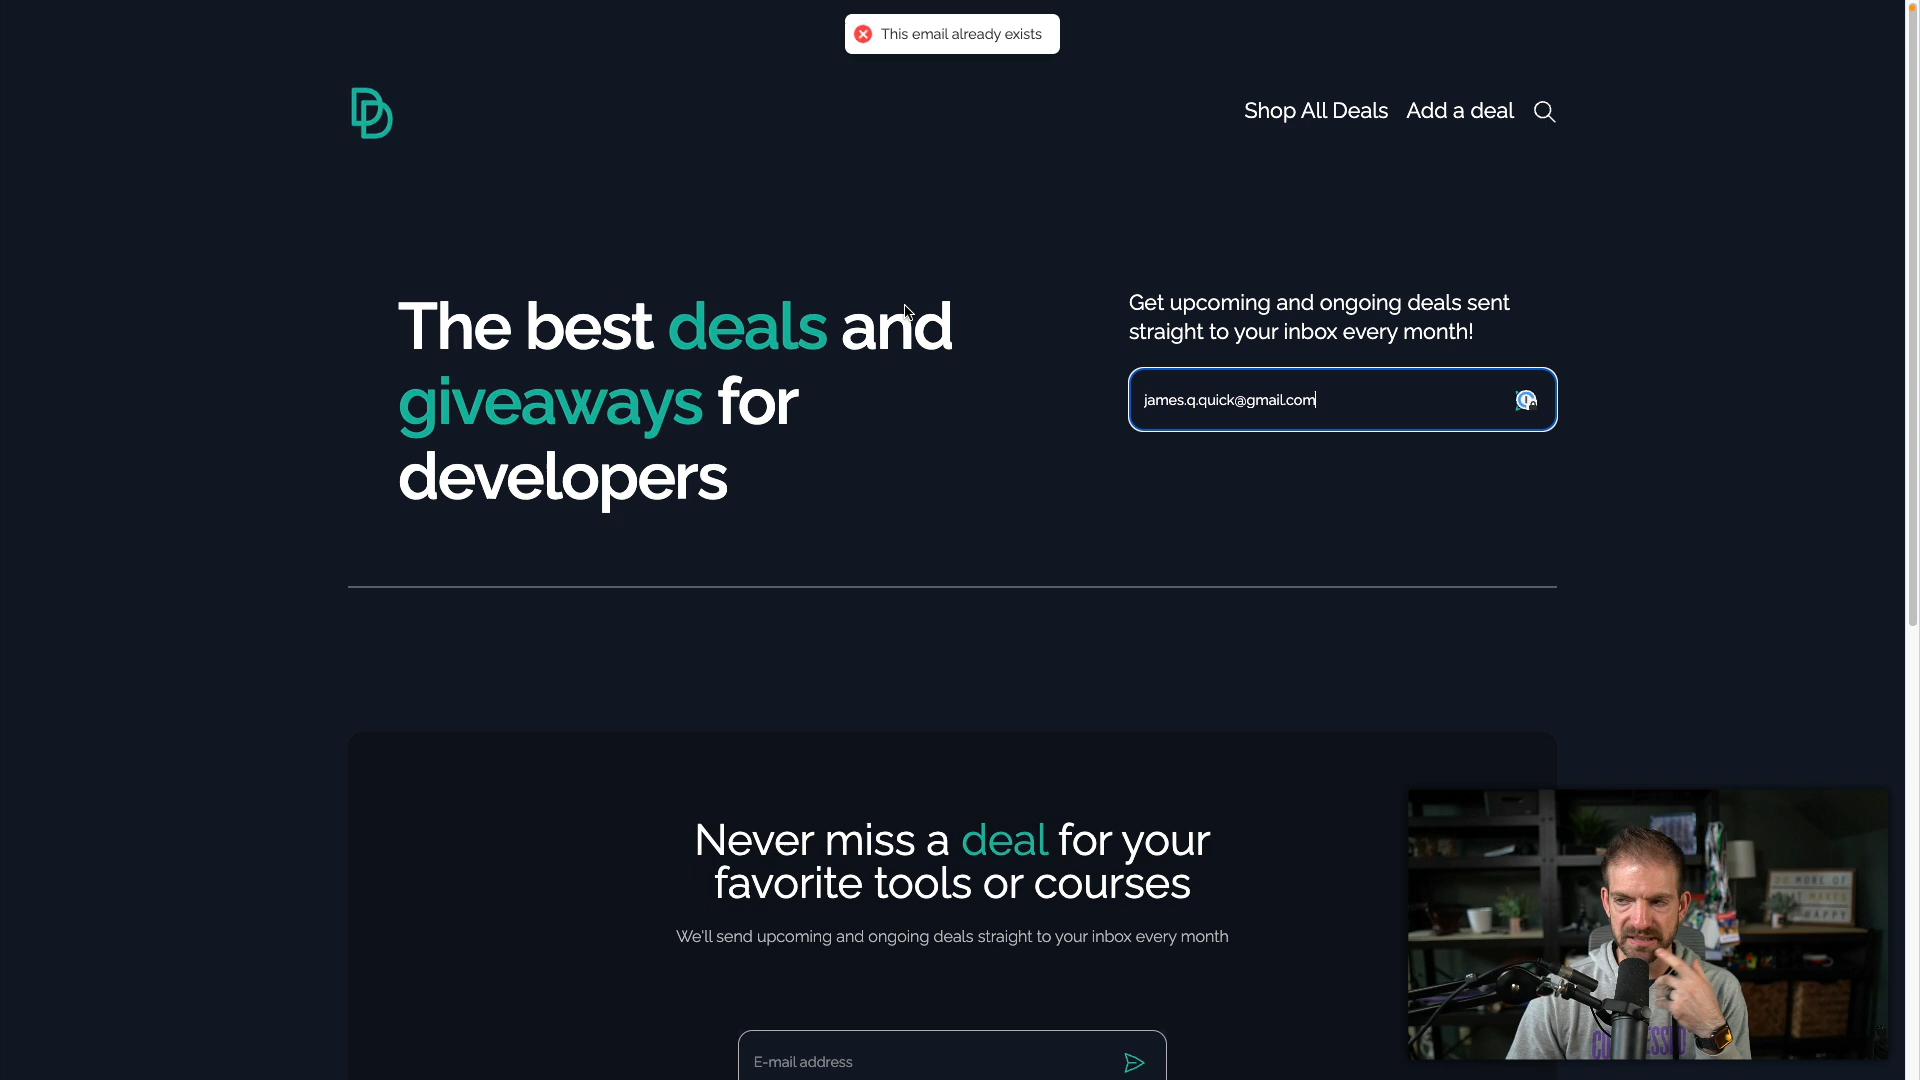 This email already exists
Shop All Deals
Add a deal
The best deals and
giveaways for
developers
Get upcoming and ongoing deals sent
straight to your inbox every month!
james.q.quick@gmail.com
Never miss a deal for your
favorite tools or courses
We'll send upcoming and ongoing deals straight to your inbox every month
E-mail address